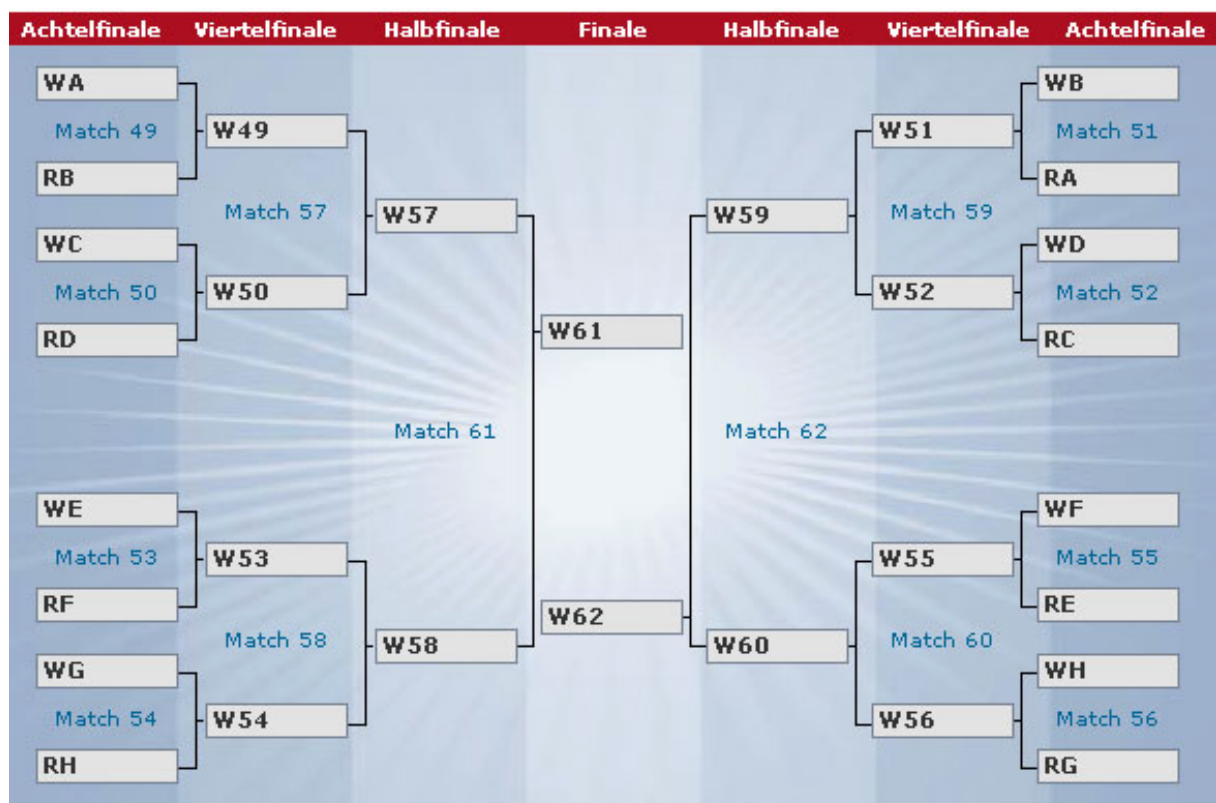 Achtelfinale Viertelfinale Halbfinale Finale Halbfinale Viertelfinale Achtelfinale
WA
Match 49
RB
WC
Match 50
RD
WE
Match 53
RF
WG
Match 54
RH
W49
Match 57
W50
W53
Match 58
W54
W57
Match 61
W58
W61
W62
W59
Match 62
W60
W51
Match 59
W52
W55
Match 60
W56
WB
Match 51
RA
WD
Match 52
RC
WF
Match 55
RE
WH
Match 56
RG